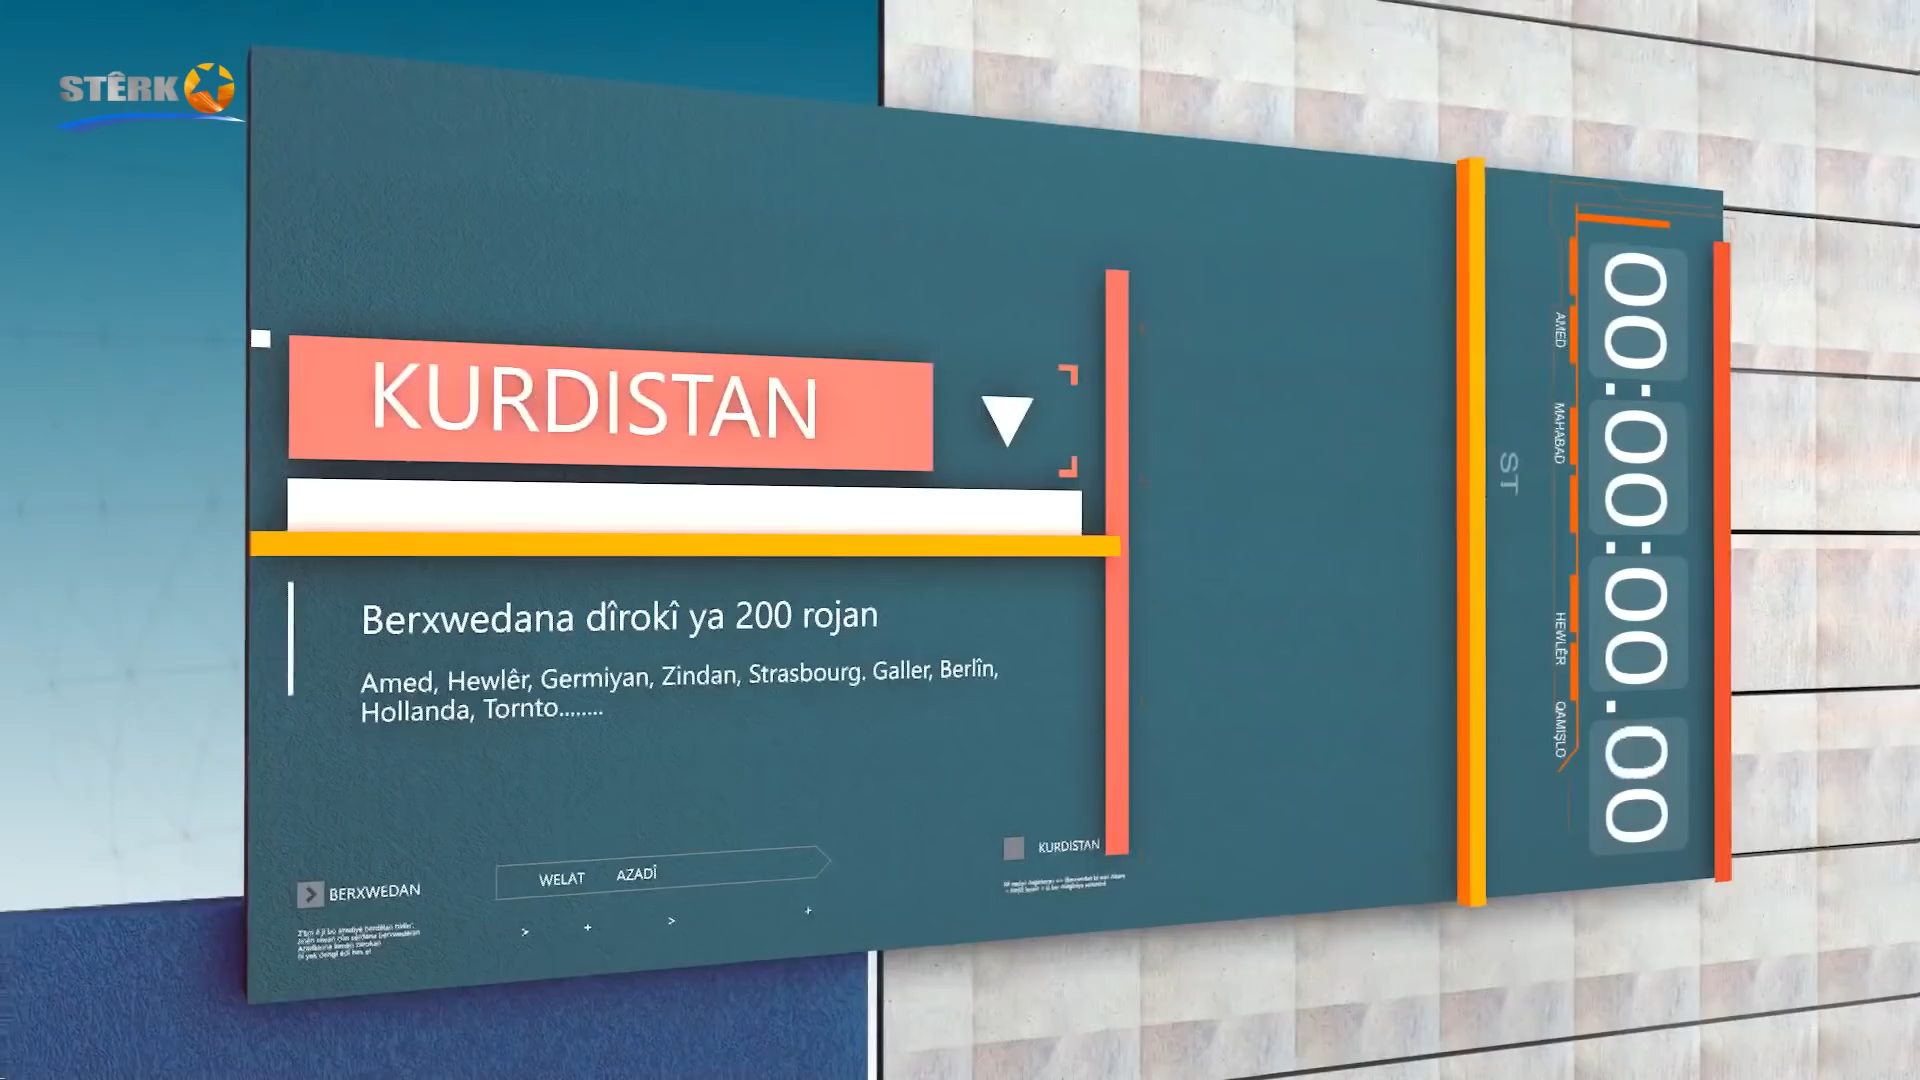 STÊRK
KURDISTAN
Berxwedana dîrokî ya 200 rojan
Amed, Hewlêr, Germiyan, Zindan, Strasbourg. Galler, Berlîn,
Hollanda, Tornto........
BERXWEDAN
WELAT AZADÎ
KURDISTAN
ST
AMED
MAHABAD
HEWLÊR
QAMIŞLO
00:00:00.00